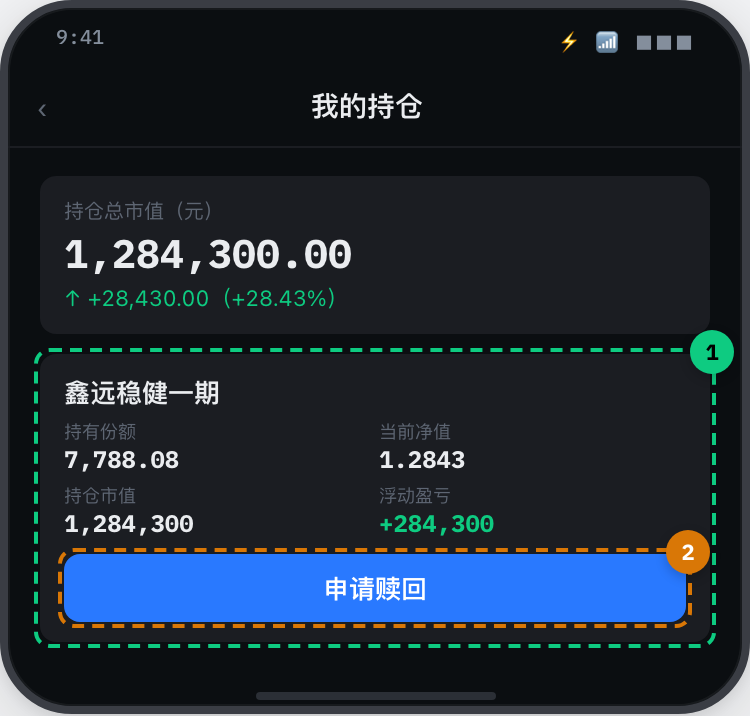 9:41
我的持仓
持仓总市值（元）
1,284,300.00
↑ +28,430.00（+28.43%）
1
鑫远稳健一期
持有份额 当前净值
7,788.08 1.2843
持仓市值 浮动盈亏
1,284,300 +284,300
2
申请赎回